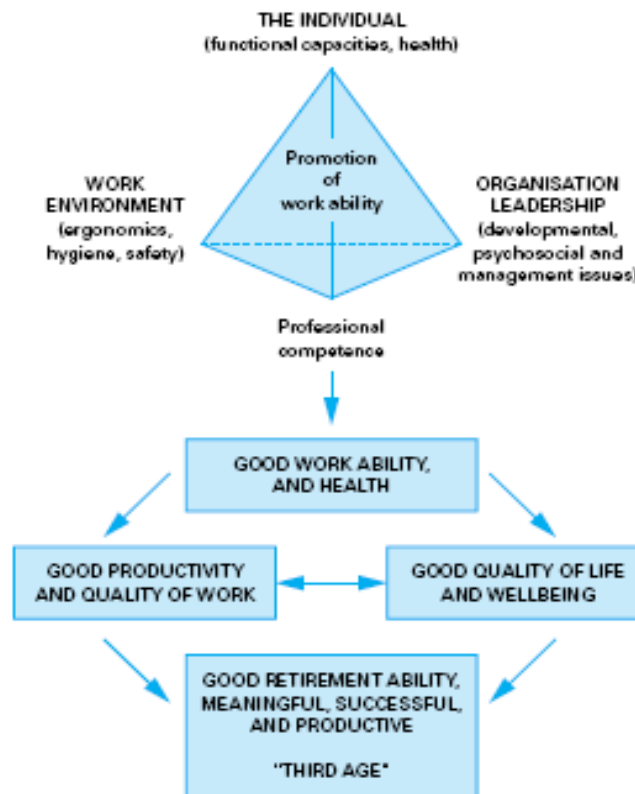 THE INDIVIDUAL
(functional capacities, health)
Promotion
of
work ability
WORK
ENVIRONMENT
(ergonomics,
hygiene, safety)
ORGANISATION
LEADERSHIP
(developmental,
psychosocial and
management issues)
Professional
competence
GOOD WORK ABILITY,
AND HEALTH
GOOD PRODUCTIVITY
AND QUALITY OF WORK
GOOD QUALITY OF LIFE
AND WELLBEING
GOOD RETIREMENT ABILITY,
MEANINGFUL, SUCCESSFUL,
AND PRODUCTIVE
"THIRD AGE"